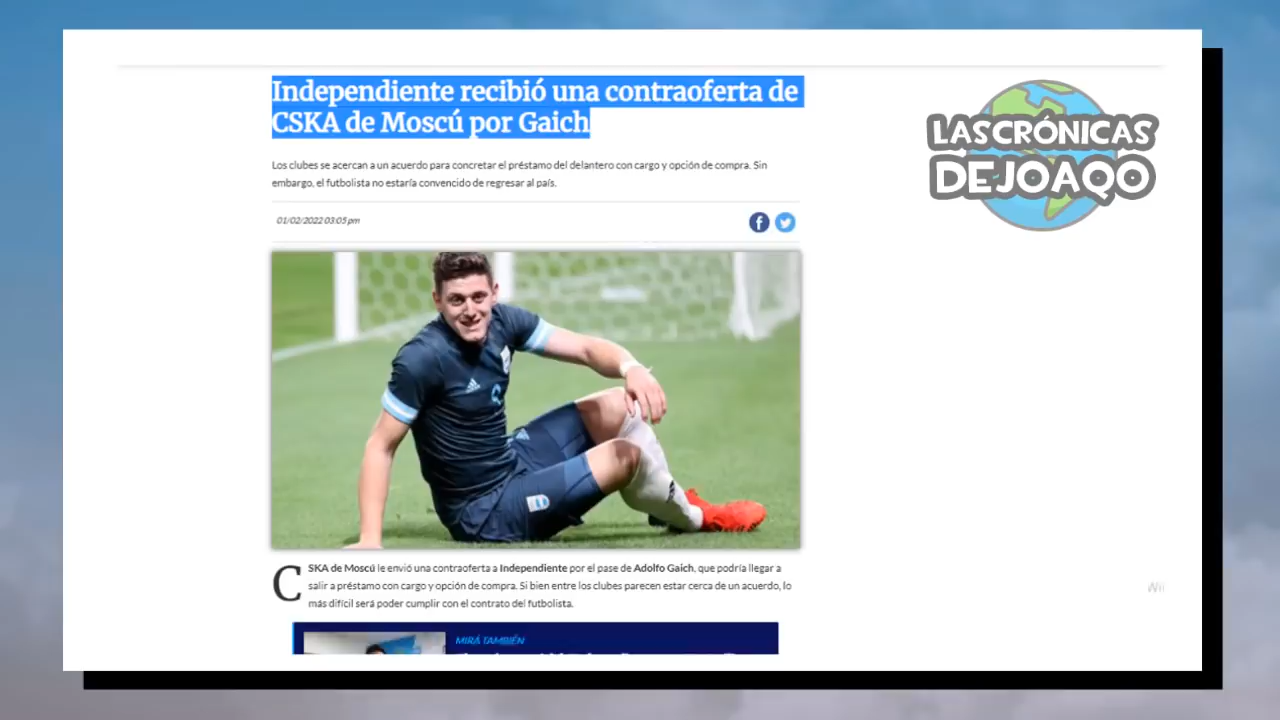 Independiente recibió una contraoferta de
CSKA de Moscú por Gaich
LAS CRÓNICAS
DE JOAQO
Los clubes se acercan a un acuerdo para concretar el préstamo del delantero con cargo y opción de compra. Sin
embargo, el futbolista no estaría convencido de regresar al país.
01/02/2022 03:05 pm
CSKA de Moscú le envió una contraoferta a Independiente por el pase de Adolfo Gaich, que podría llegar a
salir a préstamo con cargo y opción de compra. Si bien entre los clubes parecen estar cerca de un acuerdo, lo
más difícil será poder cumplir con el contrato del futbolista.
MIRÁ TAMBIÉN